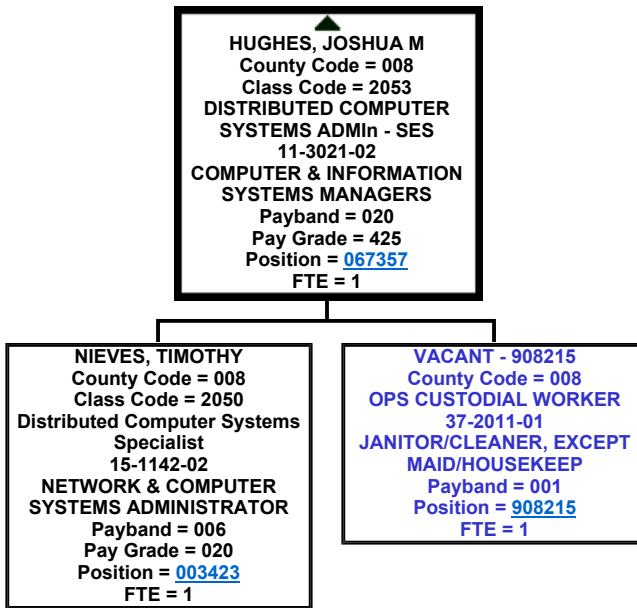 HUGHES, JOSHUA M
County Code = 008
Class Code = 2053
DISTRIBUTED COMPUTER
SYSTEMS ADMIn - SES
11-3021-02
COMPUTER & INFORMATION
SYSTEMS MANAGERS
Payband = 020
Pay Grade = 425
Position = 067357
FTE = 1
NIEVES, TIMOTHY
County Code = 008
Class Code = 2050
Distributed Computer Systems
Specialist
15-1142-02
NETWORK & COMPUTER
SYSTEMS ADMINISTRATOR
Payband = 006
Pay Grade = 020
Position = 003423
FTE = 1
VACANT - 908215
County Code = 008
OPS CUSTODIAL WORKER
37-2011-01
JANITOR/CLEANER, EXCEPT
MAID/HOUSEKEEP
Payband = 001
Position = 908215
FTE = 1